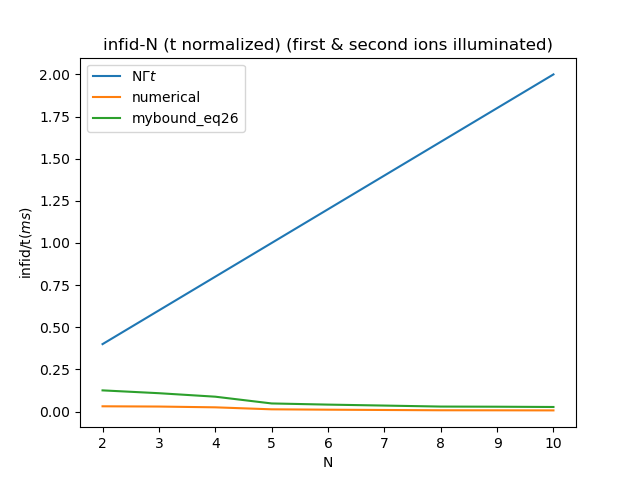 infid-N (t normalized) (first & second ions illuminated)
NΓt
numerical
mybound_eq26
infid/t(ms)
2.00
1.75
1.50
1.25
1.00
0.75
0.50
0.25
0.00
2 3 4 5 6 7 8 9 10
N